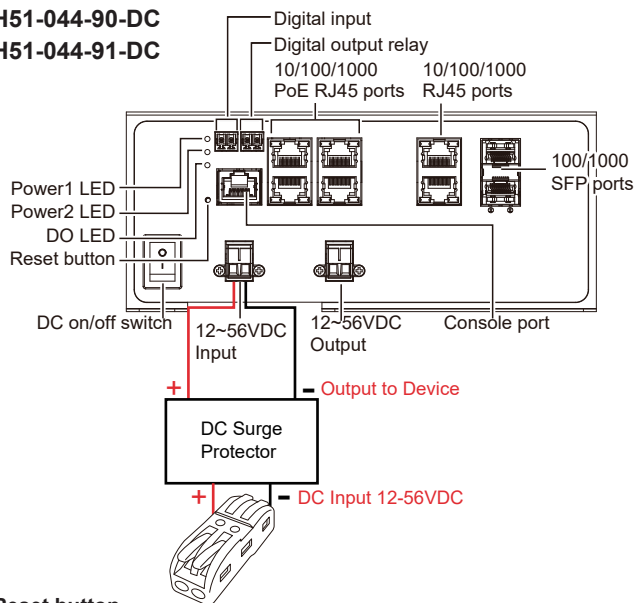 H51-044-90-DC
H51-044-91-DC
Digital input
Digital output relay
10/100/1000
PoE RJ45 ports
10/100/1000
RJ45 ports
100/1000
SFP ports
Power1 LED
Power2 LED
DO LED
Reset button
DC on/off switch
12~56VDC
Input
12~56VDC
Output
Console port
+
- Output to Device
DC Surge
Protector
+
- DC Input 12-56VDC
Reset button